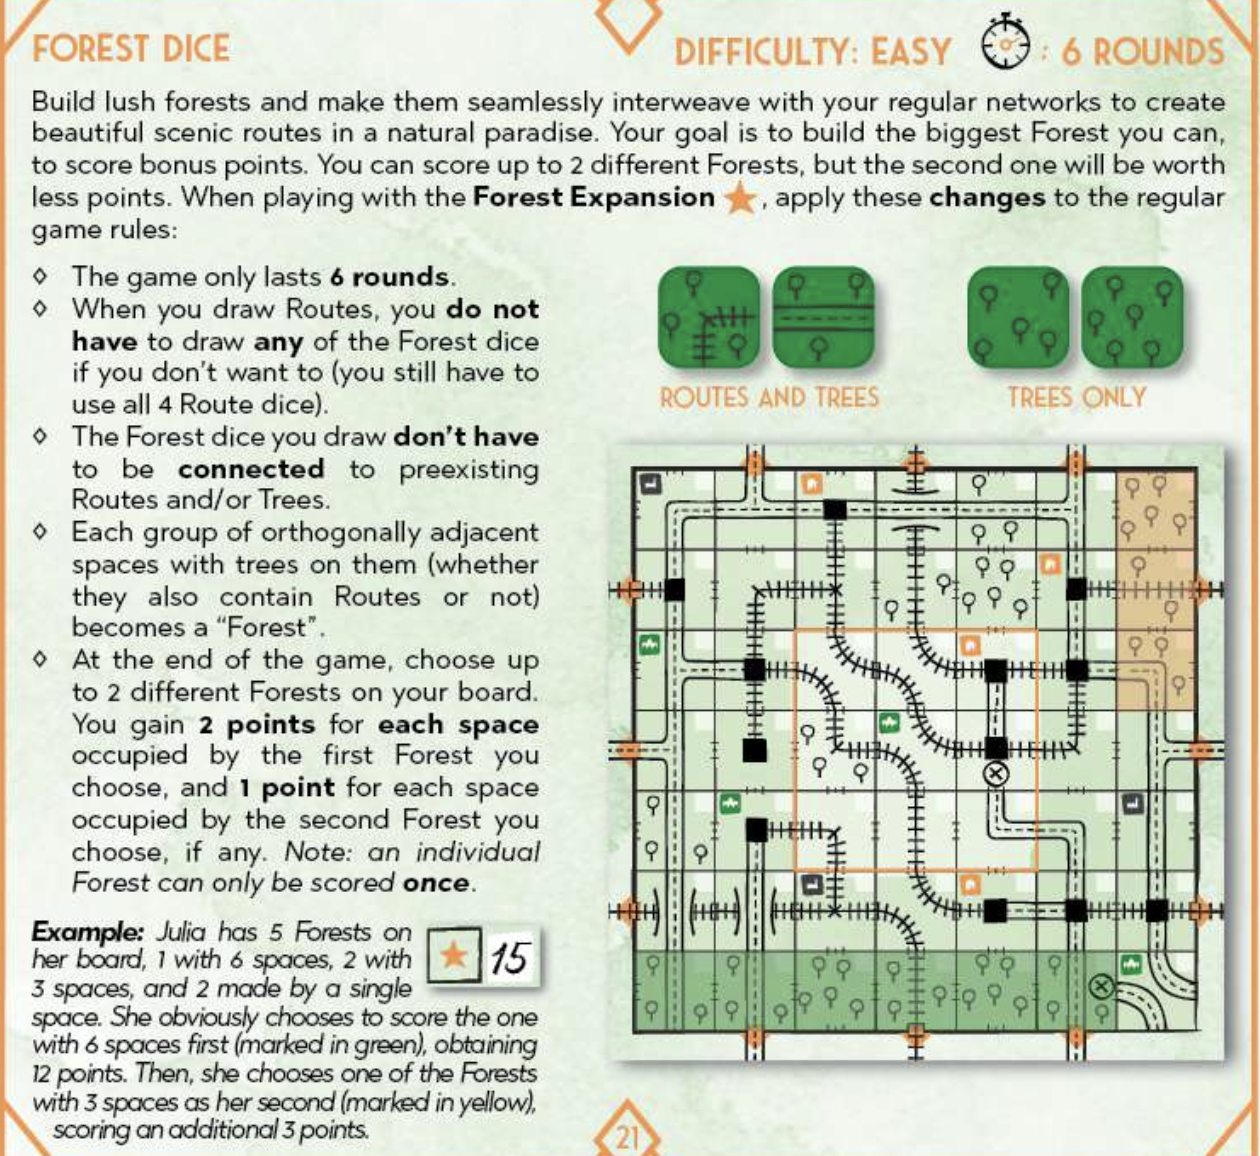 FOREST DICE
DIFFICULTY: EASY : 6 ROUNDS
Build lush forests and make them seamlessly interweave with your regular networks to create
beautiful scenic routes in a natural paradise. Your goal is to build the biggest Forest you can,
to score bonus points. You can score up to 2 different Forests, but the second one will be worth
less points. When playing with the Forest Expansion ★, apply these changes to the regular
game rules:
◊ The game only lasts 6 rounds.
◊ When you draw Routes, you do not
have to draw any of the Forest dice
if you don't want to (you still have to
use all 4 Route dice).
◊ The Forest dice you draw don't have
to be connected to preexisting
Routes and/or Trees.
◊ Each group of orthogonally adjacent
spaces with trees on them (whether
they also contain Routes or not)
becomes a "Forest".
◊ At the end of the game, choose up
to 2 different Forests on your board.
You gain 2 points for each space
occupied by the first Forest you
choose, and 1 point for each space
occupied by the second Forest you
choose, if any. Note: an individual
Forest can only be scored once.
Example: Julia has 5 Forests on
her board, 1 with 6 spaces, 2 with
3 spaces, and 2 made by a single
space. She obviously chooses to score the one
with 6 spaces first (marked in green), obtaining
12 points. Then, she chooses one of the Forests
with 3 spaces as her second (marked in yellow),
scoring an additional 3 points.
★ 15
ROUTES AND TREES
TREES ONLY
21